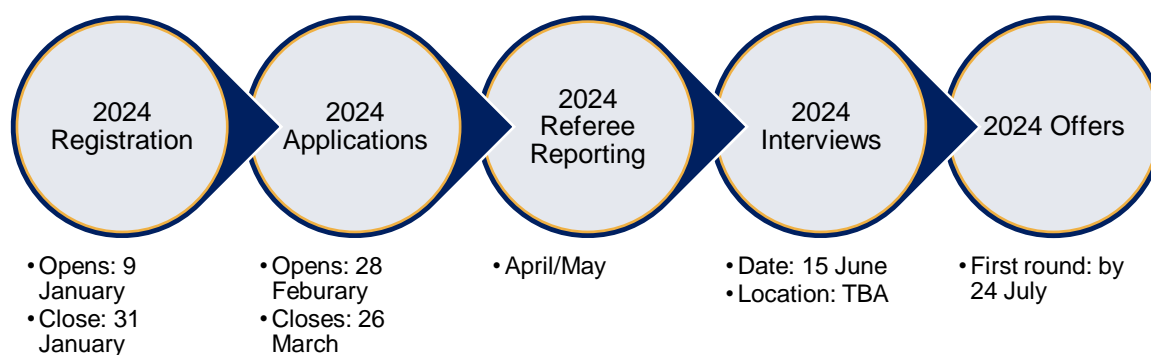 2024
Registration
2024
Applications
2024
Referee
Reporting
2024
Interviews
2024 Offers
• Opens: 9
January
• Close: 31
January
• Opens: 28
Feburary
• Closes: 26
March
• April/May
• Date: 15 June
• Location: TBA
• First round: by
24 July